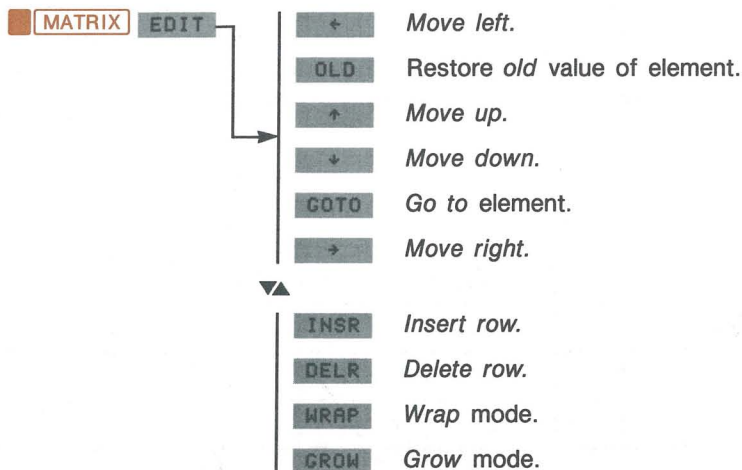 MATRIX EDIT ← Move left.
OLD Restore old value of element.
↑ Move up.
↓ Move down.
GOTO Go to element.
→ Move right.
▼▲
INSR Insert row.
DELR Delete row.
WRAP Wrap mode.
GROW Grow mode.